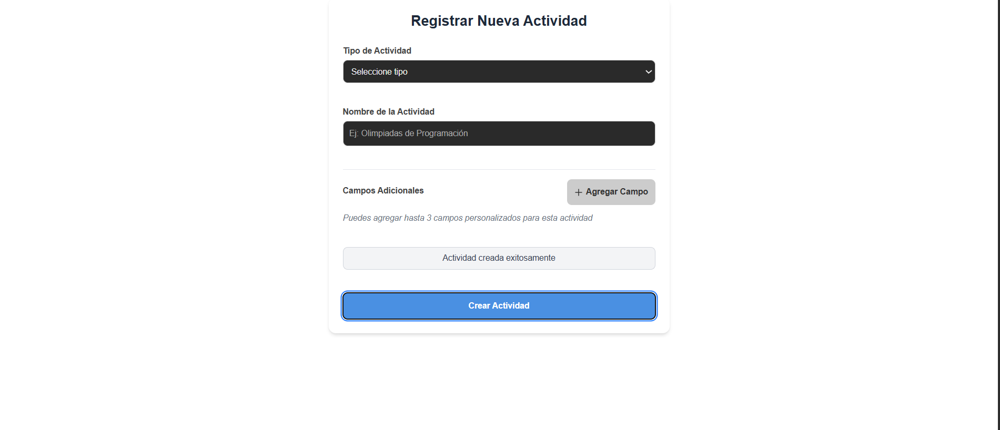 Registrar Nueva Actividad
Tipo de Actividad
Seleccione tipo
Nombre de la Actividad
Ej: Olimpiadas de Programación
Campos Adicionales
+ Agregar Campo
Puedes agregar hasta 3 campos personalizados para esta actividad
Actividad creada exitosamente
Crear Actividad